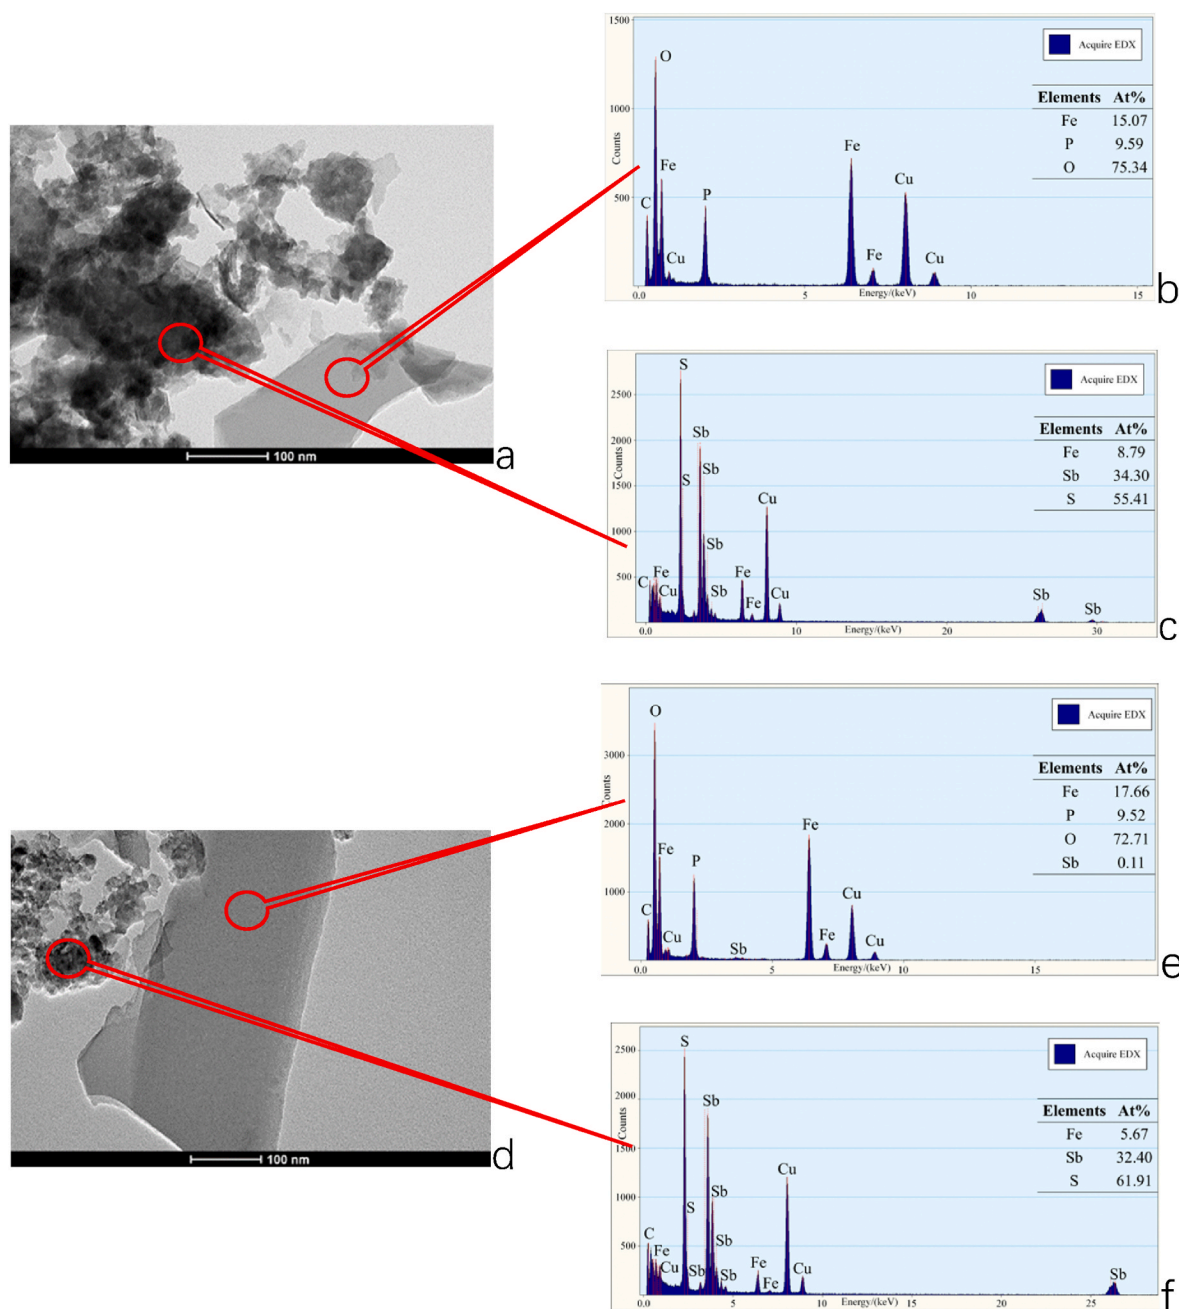 1500
Acquire EDX
O
Elements At%
Fe 15.07
P 9.59
O 75.34
1000
Counts
Fe
Fe
Cu
500
C
P
Cu
Fe
Cu
0.0 5 10 15
Energy/(keV)
b
100 nm
a
S
Acquire EDX
2500
Elements At%
Fe 8.79
Sb 34.30
S 55.41
2000
Sb
Sb
Counts
1500
S
Cu
1000
Sb
500
C
Fe
Cu
Sb
Fe
Fe
Cu
Sb
Sb
0.0 10 20 30
Energy/(keV)
c
O
Acquire EDX
3000
Elements At%
Fe 17.66
P 9.52
O 72.71
Sb 0.11
Counts
2000
Fe
Fe
P
1000
C
Cu
Sb
Cu
Fe
Cu
0.0 5 10 15
Energy/(keV)
e
100 nm
d
S
Acquire EDX
2500
Elements At%
Fe 5.67
Sb 32.40
S 61.91
2000
Sb
Counts
1500
Sb
Cu
1000
S
500
C
Fe
Cu
Sb
Sb
Sb
Fe
Fe
Cu
Sb
0.0 5 10 15 20 25
Energy/(keV)
f